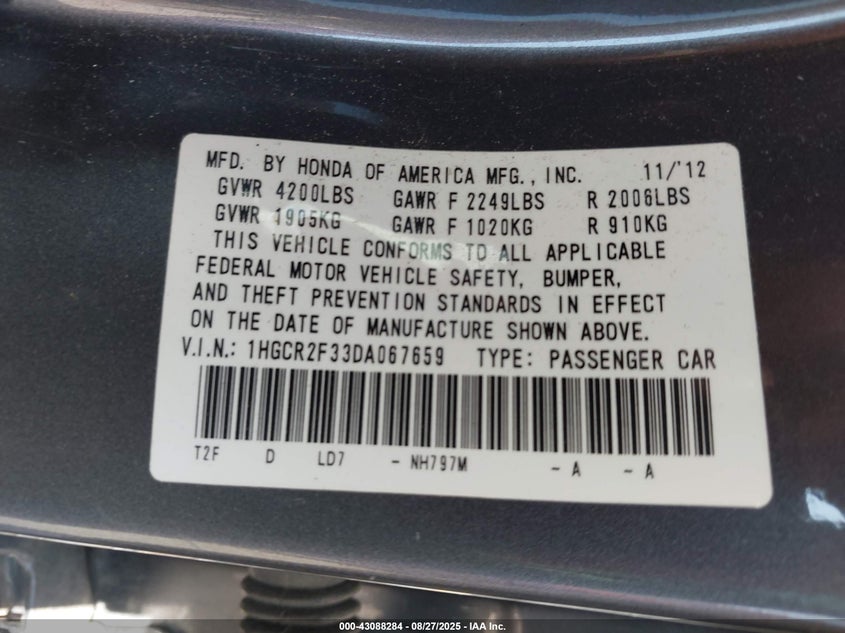 MFD. BY HONDA OF AMERICA MFG., INC. 11/'12
GVWR 4200LBS GAWR F 2249LBS R 2006LBS
GVWR 1905KG GAWR F 1020KG R 910KG
THIS VEHICLE CONFORMS TO ALL APPLICABLE
FEDERAL MOTOR VEHICLE SAFETY, BUMPER,
AND THEFT PREVENTION STANDARDS IN EFFECT
ON THE DATE OF MANUFACTURE SHOWN ABOVE.
V.I.N.: 1HGCR2F33DA067659 TYPE: PASSENGER CAR
T2F D LD7 - NH797M - A - A
000-43088284 - 08/27/2025 - IAA Inc.